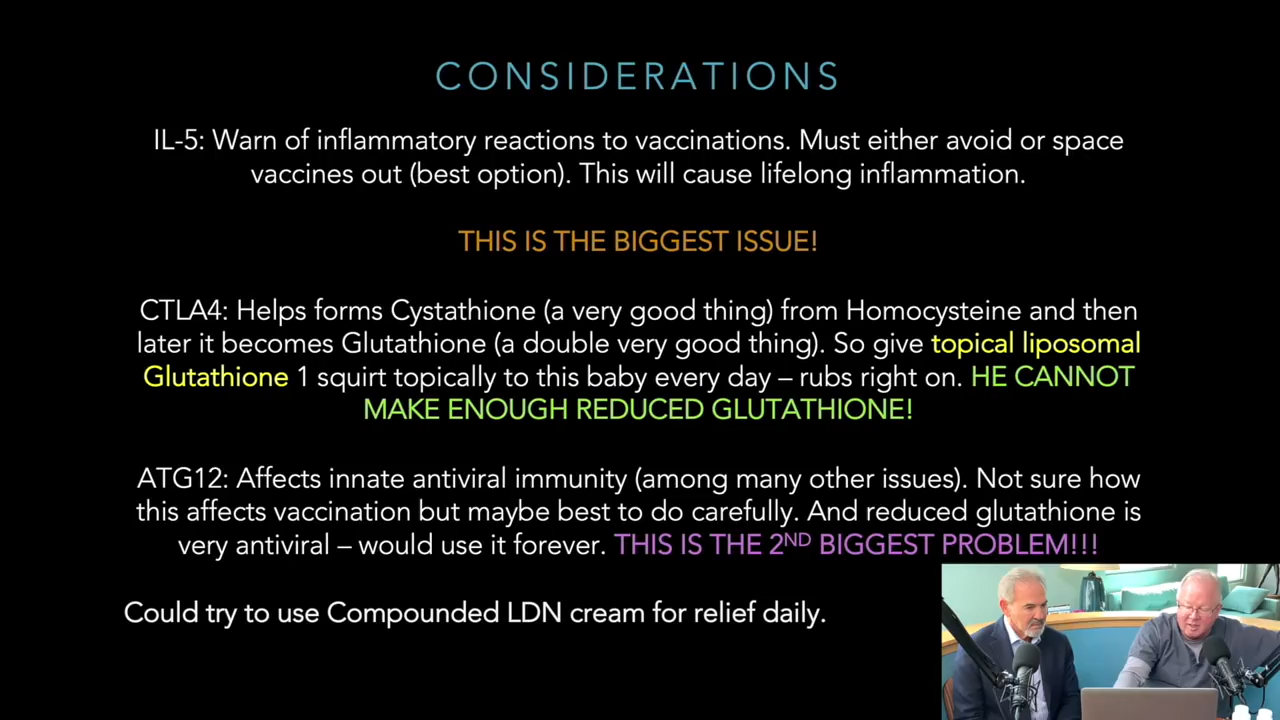 CONSIDERATIONS
IL-5: Warn of inflammatory reactions to vaccinations. Must either avoid or space
vaccines out (best option). This will cause lifelong inflammation.
THIS IS THE BIGGEST ISSUE!
CTLA4: Helps forms Cystathione (a very good thing) from Homocysteine and then
later it becomes Glutathione (a double very good thing). So give topical liposomal
Glutathione 1 squirt topically to this baby every day – rubs right on. HE CANNOT
MAKE ENOUGH REDUCED GLUTATHIONE!
ATG12: Affects innate antiviral immunity (among many other issues). Not sure how
this affects vaccination but maybe best to do carefully. And reduced glutathione is
very antiviral – would use it forever. THIS IS THE 2ND BIGGEST PROBLEM!!!
Could try to use Compounded LDN cream for relief daily.